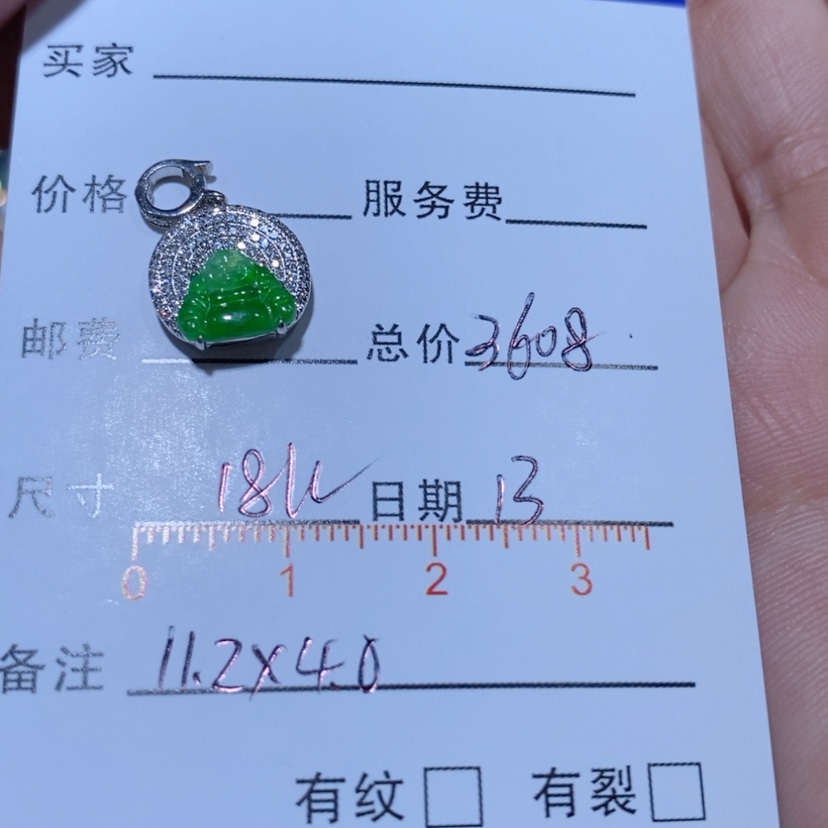 买家
价格 服务费
邮费 总价 3608
尺寸 18K 日期 13
0 1 2 3
备注 11.2x4.0
有纹 有裂